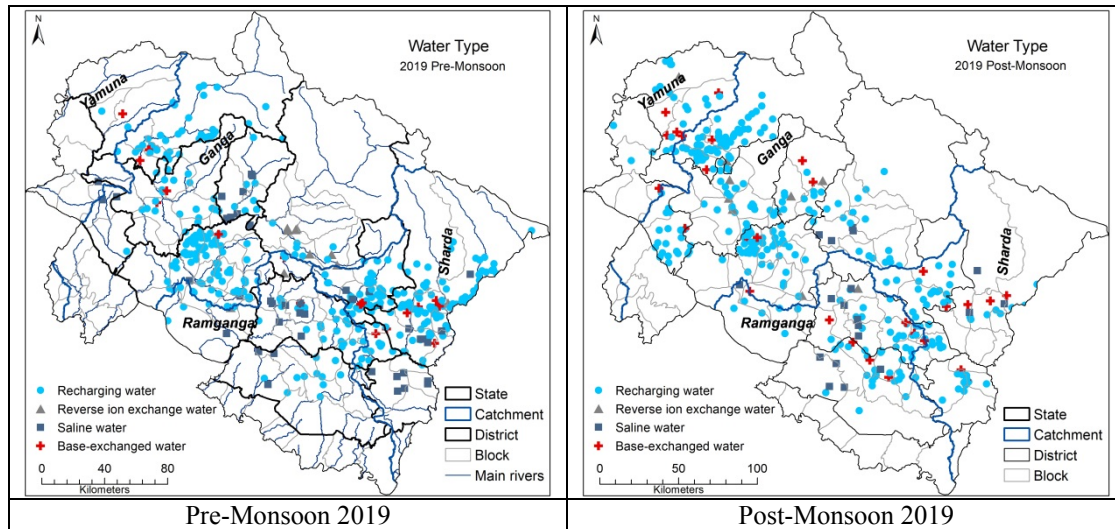 N
Water Type
2019 Pre-Monsoon
Yamuna
Ganga
Sharda
Ramganga
Recharging water
Reverse ion exchange water
Saline water
Base-exchanged water
0 40 80
Kilometers
State
Catchment
District
Block
Main rivers
Pre-Monsoon 2019
N
Water Type
2019 Post-Monsoon
Yamuna
Ganga
Sharda
Ramganga
Recharging water
Reverse ion exchange water
Saline water
Base-exchanged water
0 50 100
Kilometers
State
Catchment
District
Block
Post-Monsoon 2019